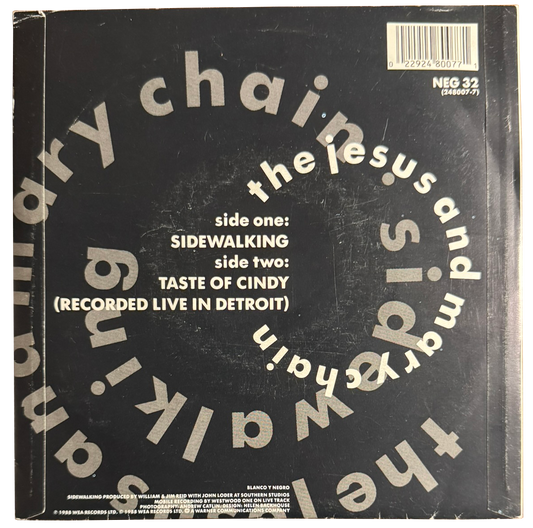 0 22924 80077 1
NEG 32
(248007-7)
the jesus and mary chain
the jesus and mary chain. sidewalking
side one:
SIDEWALKING
side two:
TASTE OF CINDY
(RECORDED LIVE IN DETROIT)
BLANCO Y NEGRO
SIDEWALKING PRODUCED BY WILLIAM & JIM REID WITH JOHN LODER AT SOUTHERN STUDIOS
MOBILE RECORDING BY WESTWOOD ONE ON LIVE TRACK
PHOTOGRAPHY: ANDREW CATLIN. DESIGN: HELEN BACKHOUSE
℗ 1988 WEA RECORDS LTD. © 1988 WEA RECORDS LTD. Ⓦ A WARNER COMMUNICATIONS COMPANY